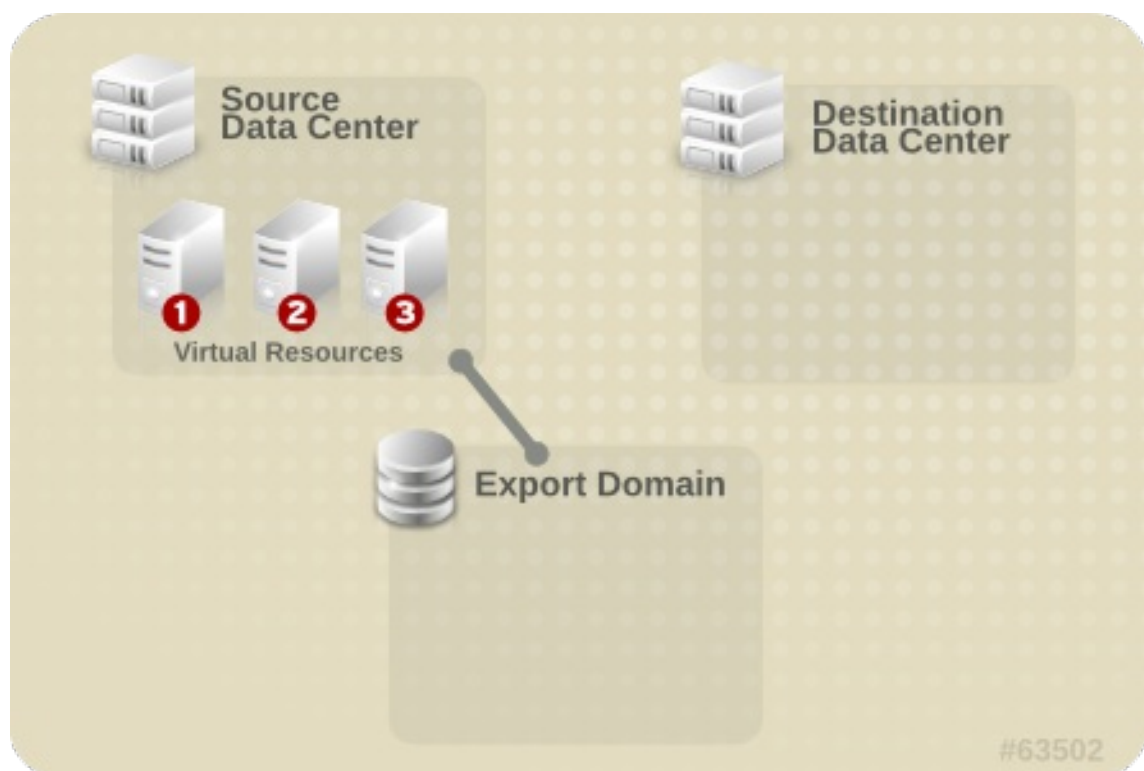 Source
Data Center
Destination
Data Center
1
2
3
Virtual Resources
Export Domain
#63502